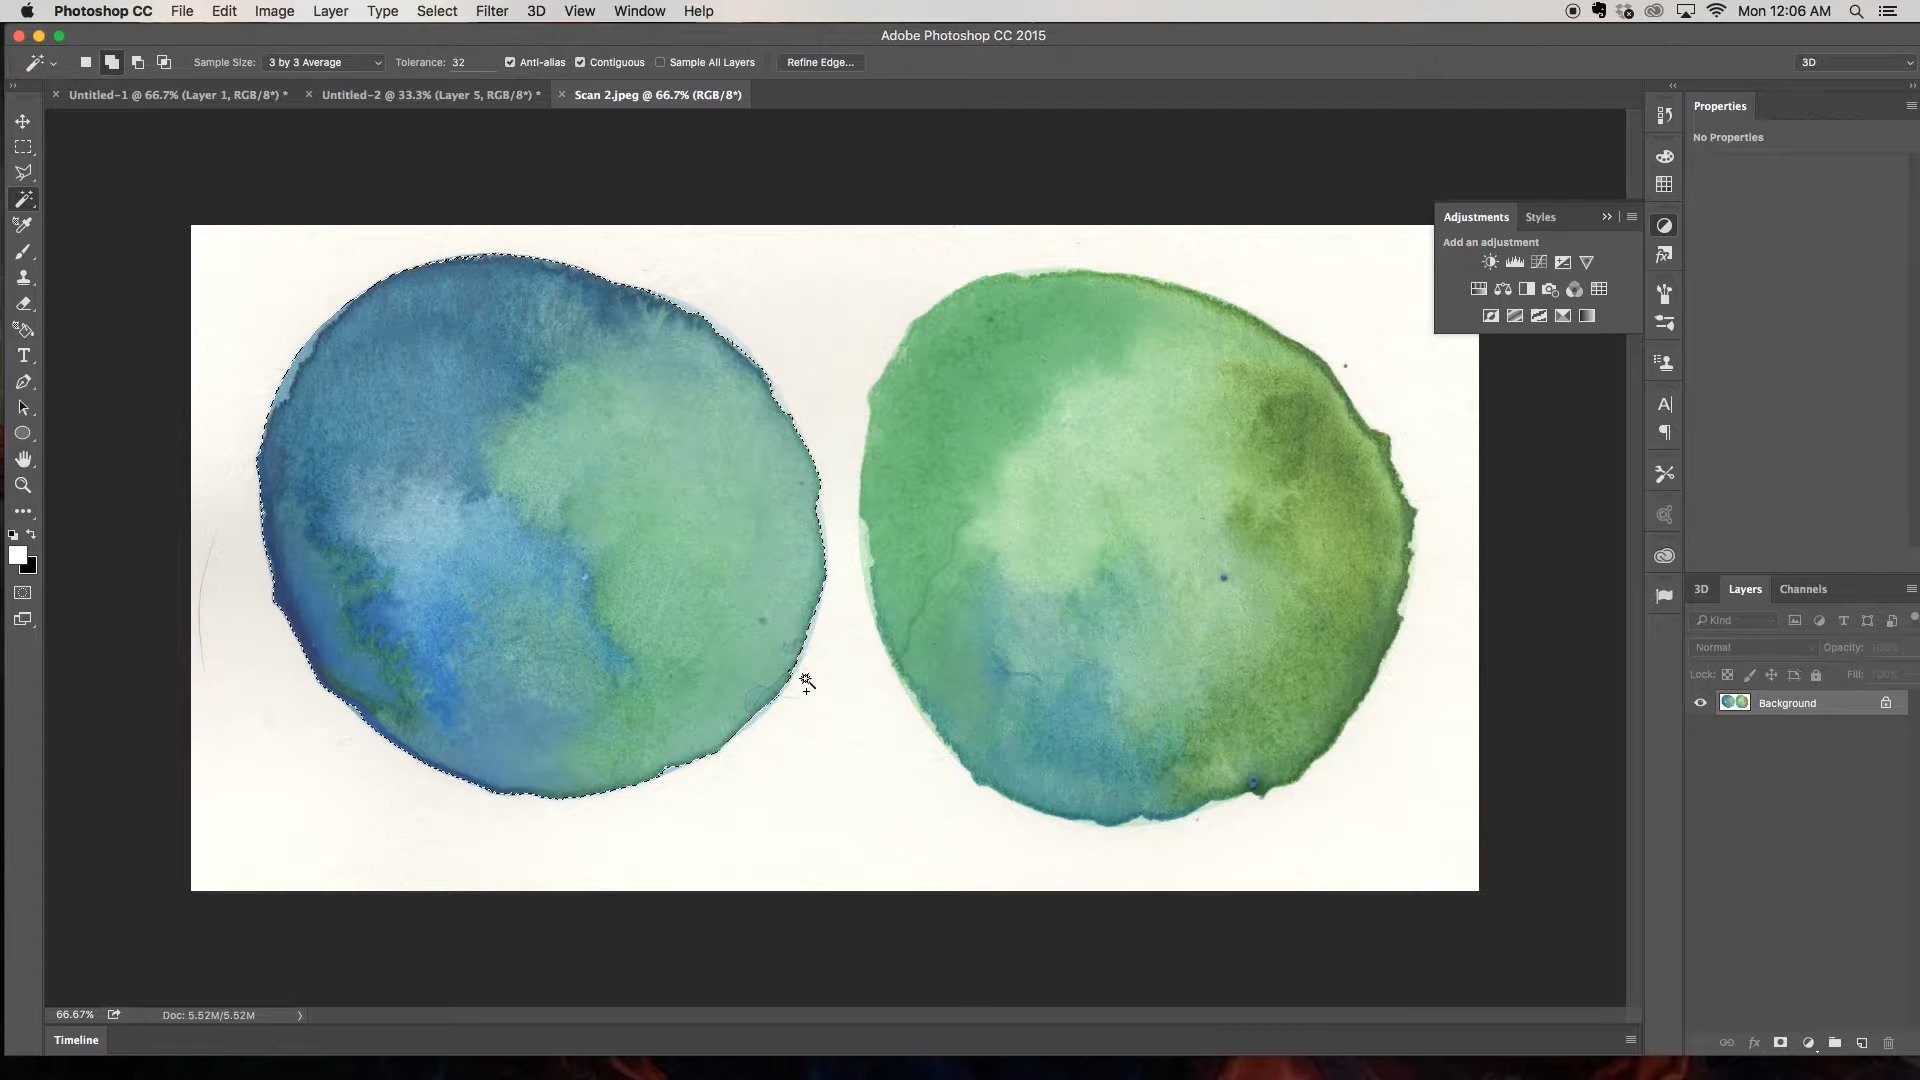 Photoshop CC File Edit Image Layer Type Select Filter 3D View Window Help Mon 12:06 AM
Adobe Photoshop CC 2015
Sample Size: 3 by 3 Average Tolerance: 32 Anti-alias Contiguous Sample All Layers Refine Edge... 3D
Untitled-1 @ 66.7% (Layer 1, RGB/8*) * Untitled-2 @ 33.3% (Layer 5, RGB/8*) * Scan 2.jpeg @ 66.7% (RGB/8*)
Properties
No Properties
Adjustments Styles
Add an adjustment
3D Layers Channels
Kind
Normal Opacity: 100%
Lock: Fill: 100%
Background
66.67% Doc: 5.52M/5.52M
Timeline